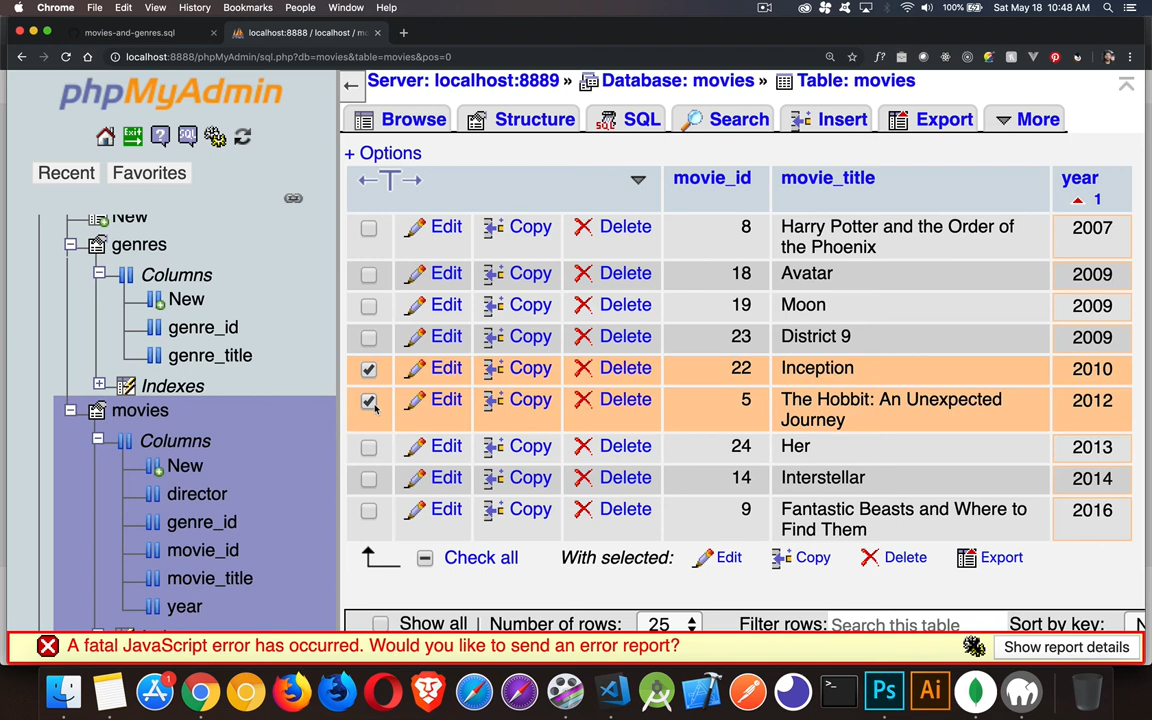 Chrome File Edit View History Bookmarks People Window Help 100% Sat May 18 10:48 AM
movies-and-genres.sql × localhost:8888 / localhost / mo × +
localhost:8888/phpMyAdmin/sql.php?db=movies&table=movies&pos=0
phpMyAdmin
Recent Favorites
New
genres
Columns
New
genre_id
genre_title
Indexes
movies
Columns
New
director
genre_id
movie_id
movie_title
year
Server: localhost:8889 » Database: movies » Table: movies
Browse Structure SQL Search Insert Export More
+ Options
movie_id movie_title year
1
Edit Copy Delete 8 Harry Potter and the Order of 2007
the Phoenix
Edit Copy Delete 18 Avatar 2009
Edit Copy Delete 19 Moon 2009
Edit Copy Delete 23 District 9 2009
Edit Copy Delete 22 Inception 2010
Edit Copy Delete 5 The Hobbit: An Unexpected 2012
Journey
Edit Copy Delete 24 Her 2013
Edit Copy Delete 14 Interstellar 2014
Edit Copy Delete 9 Fantastic Beasts and Where to 2016
Find Them
Check all With selected: Edit Copy Delete Export
Show all Number of rows: 25 Filter rows: Search this table Sort by key:
A fatal JavaScript error has occurred. Would you like to send an error report? Show report details
1 Ps Ai